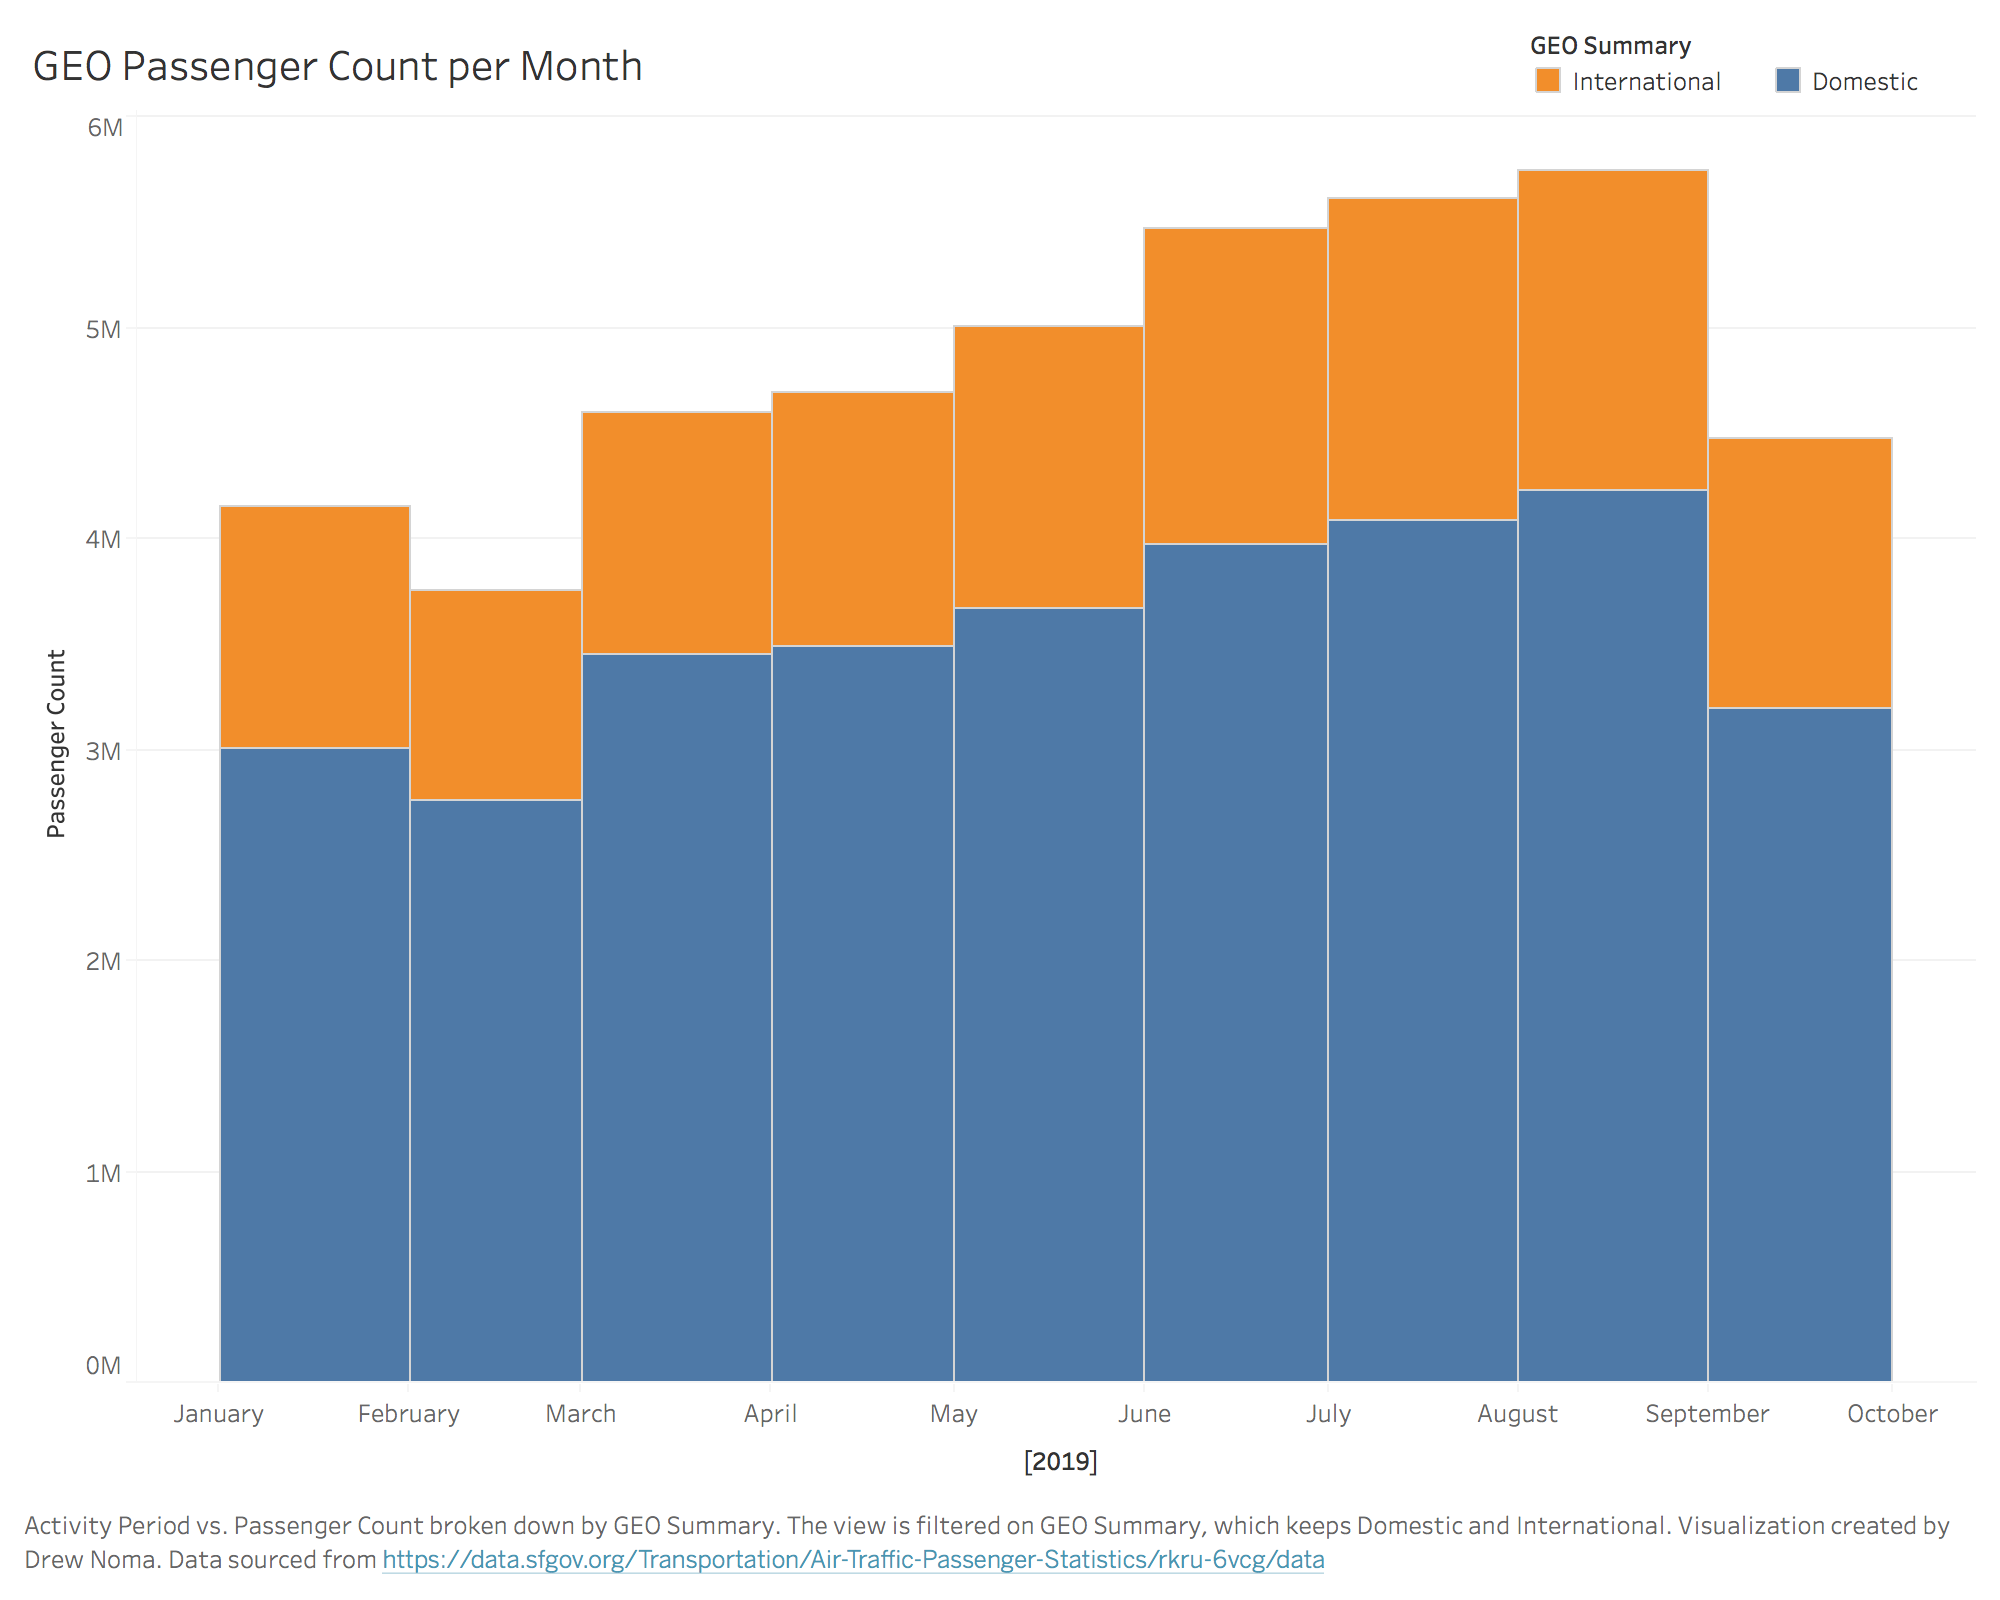 GEO Passenger Count per Month
GEO Summary
International
Domestic
6M
5M
4M
3M
2M
1M
0M
Passenger Count
January
February
March
April
May
June
July
August
September
October
[2019]
Activity Period vs. Passenger Count broken down by GEO Summary. The view is filtered on GEO Summary, which keeps Domestic and International. Visualization created by
Drew Noma. Data sourced from https://data.sfgov.org/Transportation/Air-Traffic-Passenger-Statistics/rkru-6vcg/data